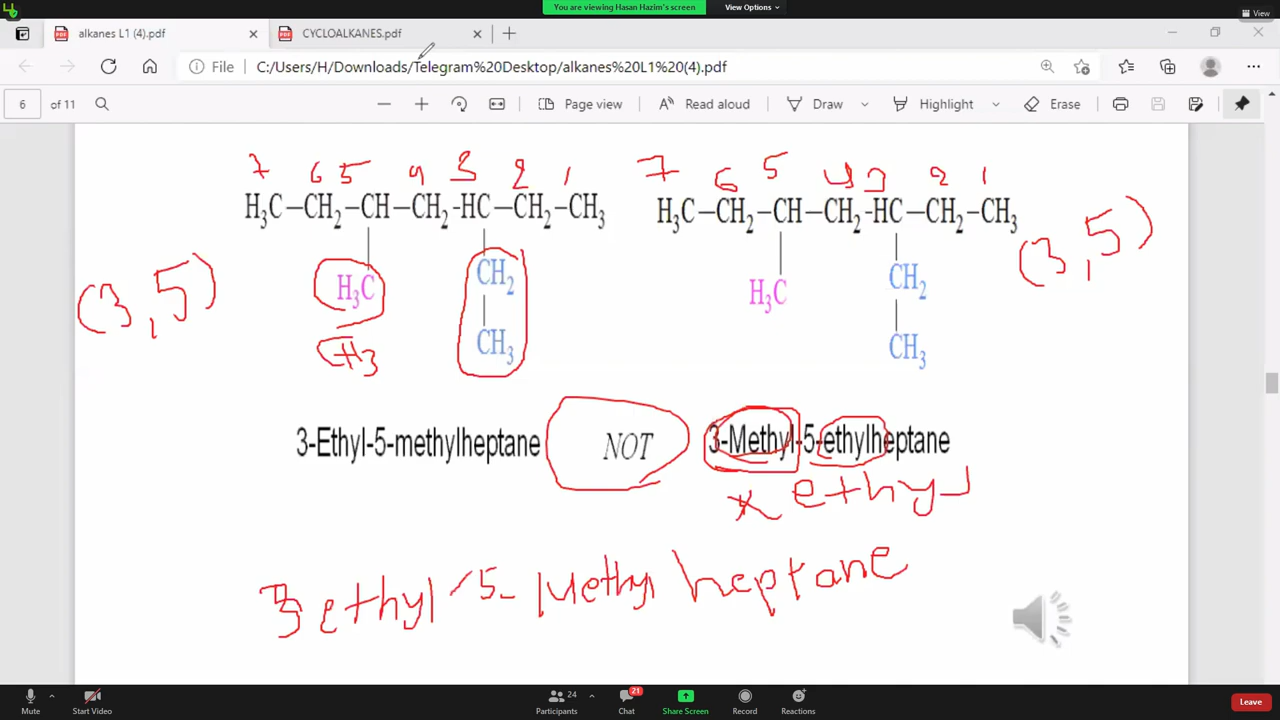 You are viewing Hasan Hazim's screen View Options
View
alkanes L1 (4).pdf CYCLOALKANES.pdf
File C:/Users/H/Downloads/Telegram%20Desktop/alkanes%20L1%20(4).pdf
6 of 11 Page view Read aloud Draw Highlight Erase
7 6 5 4 3 2 1 7 6 5 4 3 2 1
H3C-CH2-CH-CH2-HC-CH2-CH3 H3C-CH2-CH-CH2-HC-CH2-CH3
(3,5) H3C CH2 H3C CH2 (3,5)
CH3 CH3 CH3
3-Ethyl-5-methylheptane NOT 3-Methyl-5-ethylheptane
x ethyl
3 ethyl-5-Methyl heptane
Mute Start Video 24 Participants 21 Chat Share Screen Record Reactions Leave